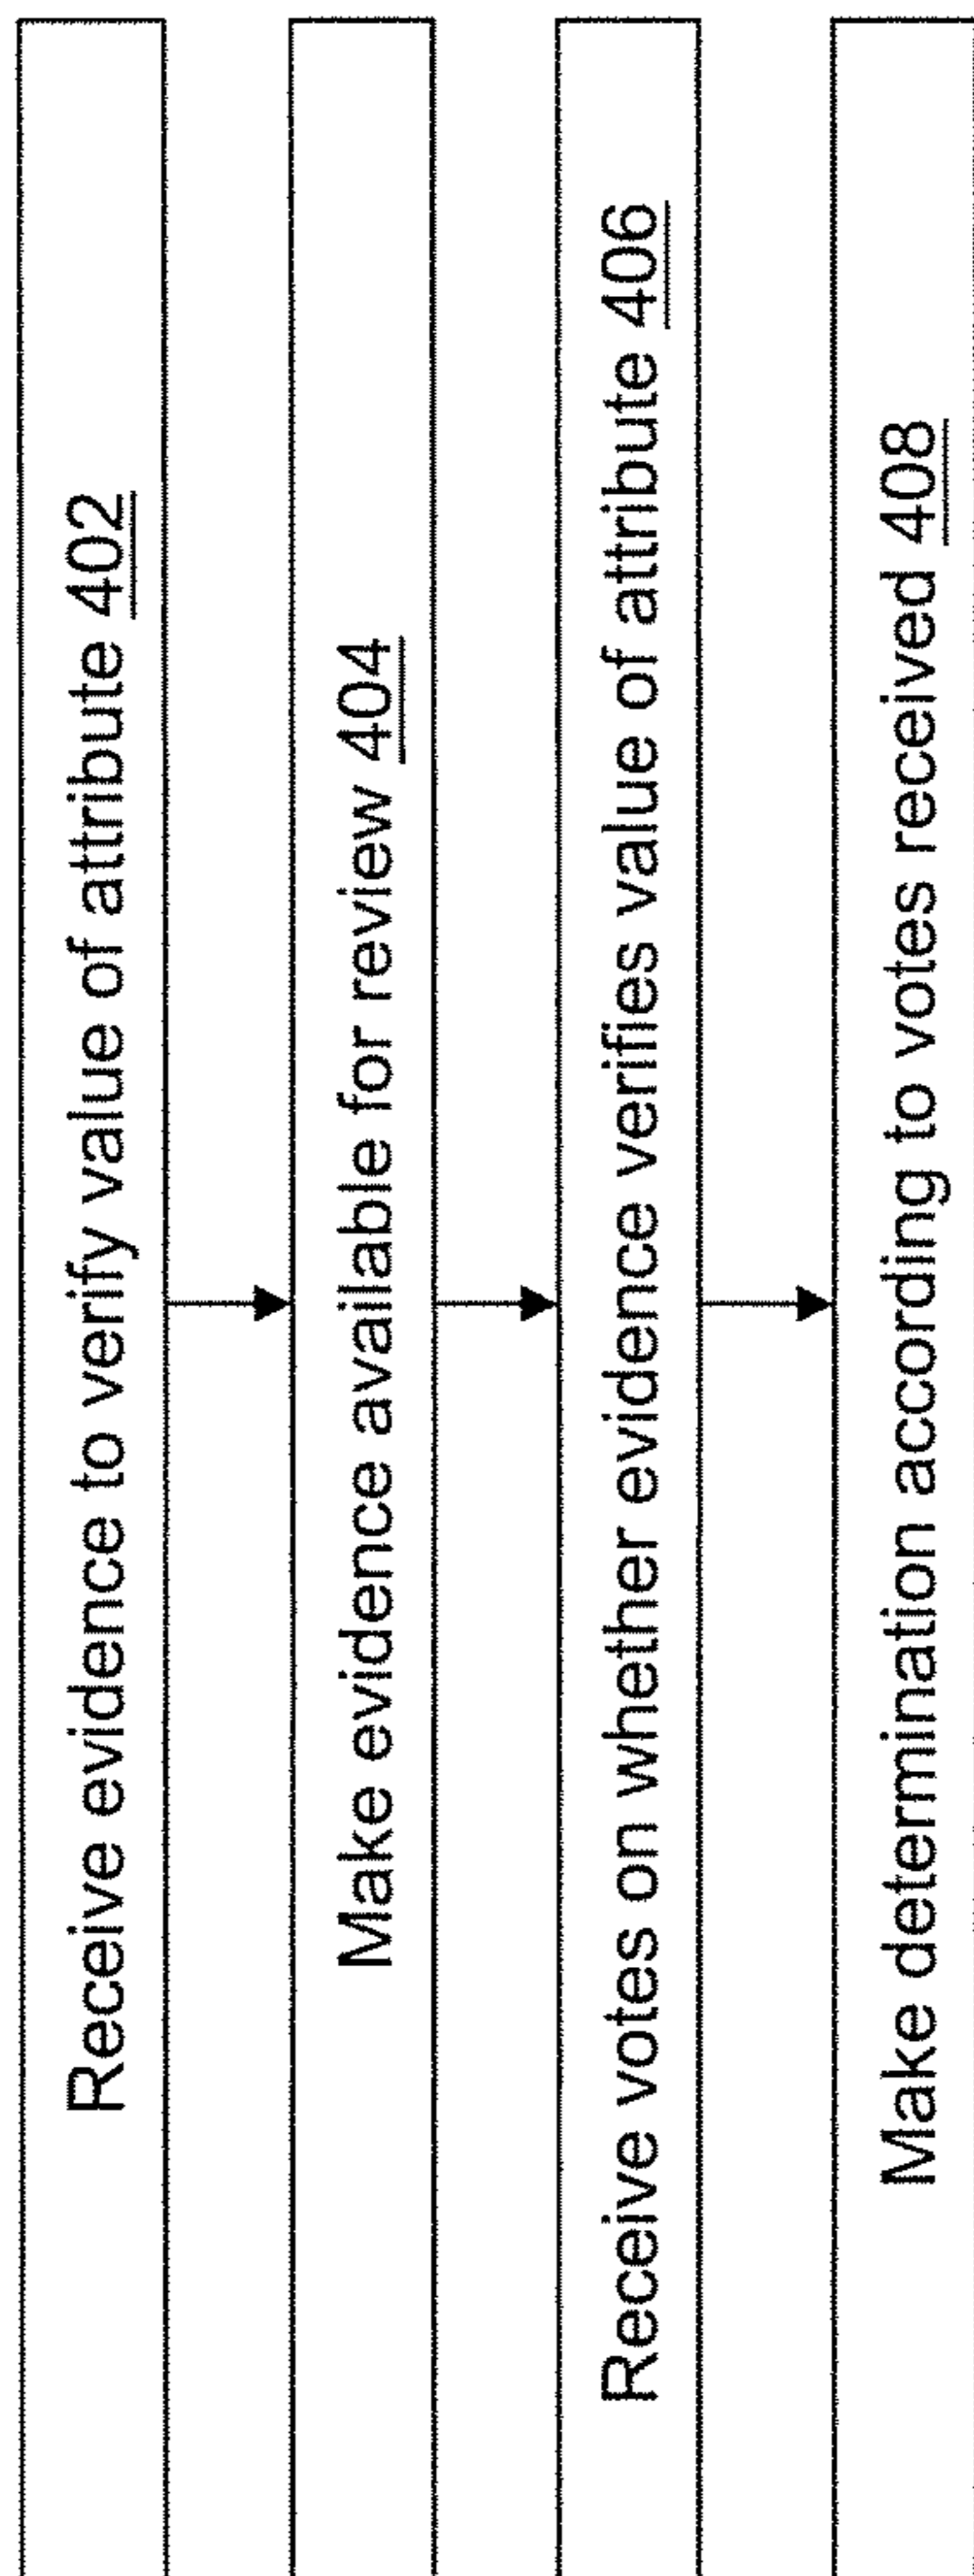 Receive evidence to verify value of attribute 402
Make evidence available for review 404
Receive votes on whether evidence verifies value of attribute 406
Make determination according to votes received 408